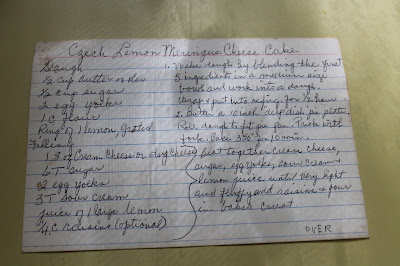 Czech Lemon Meringue Cheese Cake
Dough
½ cup butter or
½ cup sugar
2 egg yolks
1 C flour
Ring of 1 lemon, grated
Filling
1 8 oz Cream Cheese or dry Cheese
6 T Sugar
2 egg yolks
3 T sour cream
juice of 1 large lemon
raisins (optional)
1. Make dough by blending the first
5 ingredients in a medium size
bowl and work into a dough.
Wrap & put into refrig. for ½ hour
2. Butter a 10 inch deep dish pie plate.
Roll dough to fit pie pan. Prick with
fork. Bake 350° 10 min.
beat together cream cheese,
sugar, egg yolks, sour cream &
lemon juice until very light
and fluffy add raisins & pour
in baked crust
OVER